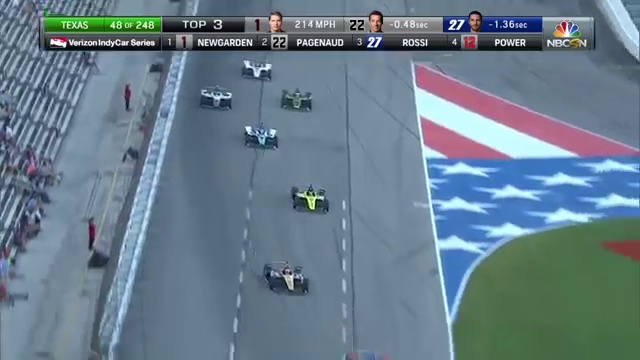 TEXAS 48 OF 248 TOP 3 1 214 MPH 22 -0.48SEC 27 -1.36SEC
Verizon IndyCar Series 1 1 NEWGARDEN 2 22 PAGENAUD 3 27 ROSSI 4 12 POWER NBCSN